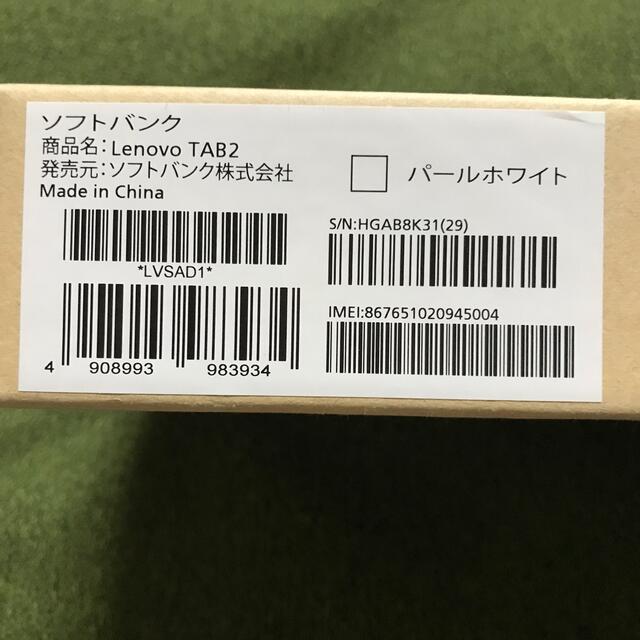 ソフトバンク
商品名:Lenovo TAB2
発売元:ソフトバンク株式会社
Made in China
パールホワイト
*LVSAD1*
4 908993 983934
S/N:HGAB8K31(29)
IMEI:867651020945004